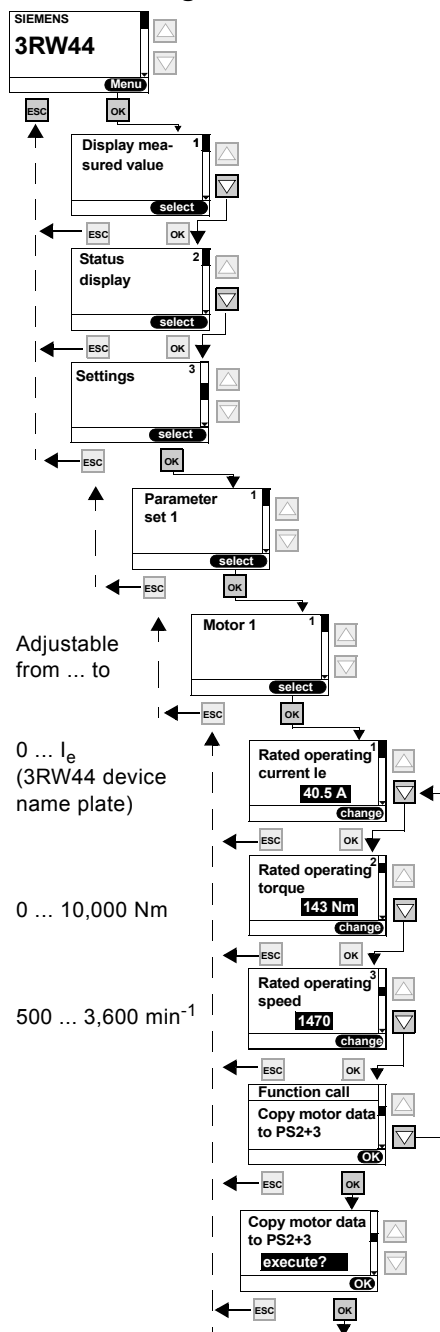 SIEMENS
3RW44
Menu
ESC
OK
Display mea-
sured value
1
select
ESC
OK
Status
display
2
select
ESC
OK
Settings
3
select
ESC
OK
Parameter
set 1
1
select
ESC
OK
Motor 1
1
select
Adjustable
from ... to
ESC
OK
0 ... Ie
(3RW44 device
name plate)
Rated operating
current Ie
1
40.5 A
change
ESC
OK
0 ... 10,000 Nm
Rated operating
torque
2
143 Nm
change
ESC
OK
500 ... 3,600 min-1
Rated operating
speed
3
1470
change
ESC
OK
Function call
Copy motor data
to PS2+3
OK
ESC
OK
Copy motor data
to PS2+3
execute?
OK
ESC
OK